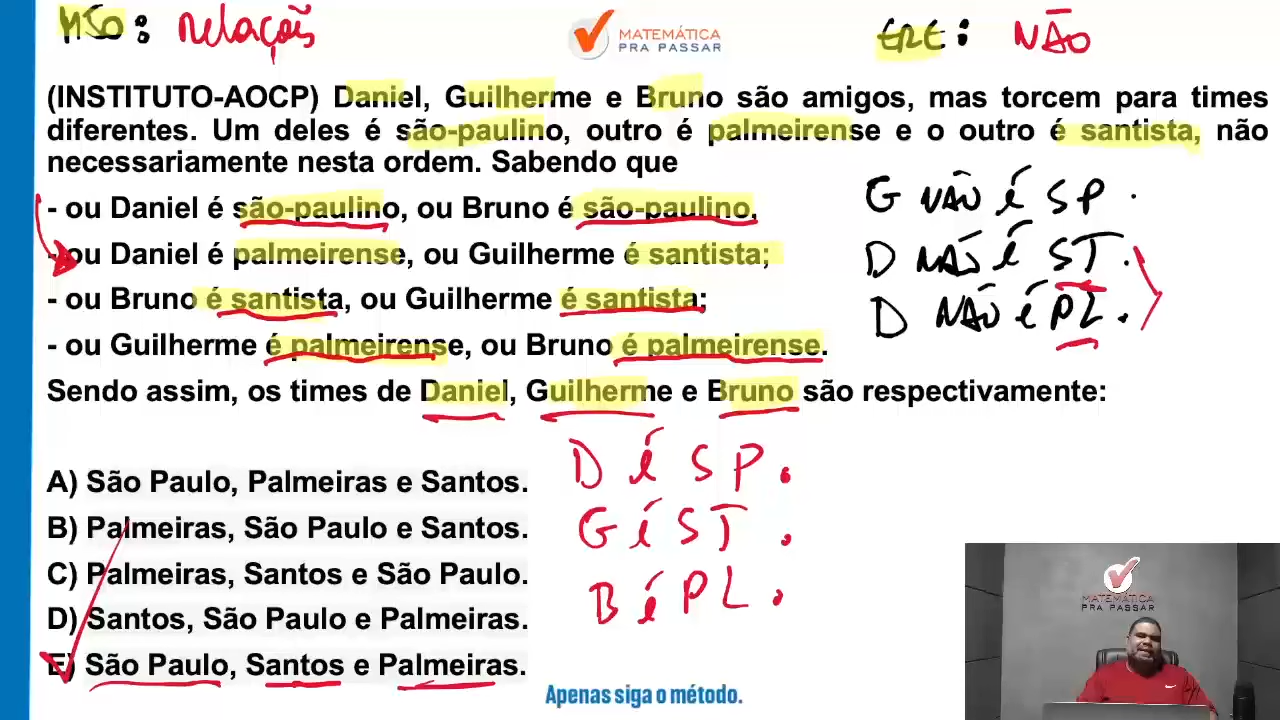 MSO: Relação
MATEMÁTICA
PRA PASSAR
ERE: NÃO
(INSTITUTO-AOCP) Daniel, Guilherme e Bruno são amigos, mas torcem para times
diferentes. Um deles é são-paulino, outro é palmeirense e o outro é santista, não
necessariamente nesta ordem. Sabendo que
- ou Daniel é são-paulino, ou Bruno é são-paulino,
- ou Daniel é palmeirense, ou Guilherme é santista;
- ou Bruno é santista, ou Guilherme é santista;
- ou Guilherme é palmeirense, ou Bruno é palmeirense.
G NÃO é SP.
D NÃO é ST.
D NÃO é PL.
Sendo assim, os times de Daniel, Guilherme e Bruno são respectivamente:
A) São Paulo, Palmeiras e Santos.
B) Palmeiras, São Paulo e Santos.
C) Palmeiras, Santos e São Paulo.
D) Santos, São Paulo e Palmeiras.
E) São Paulo, Santos e Palmeiras.
D é SP.
G é ST.
B é PL.
MATEMÁTICA
PRA PASSAR
Apenas siga o método.